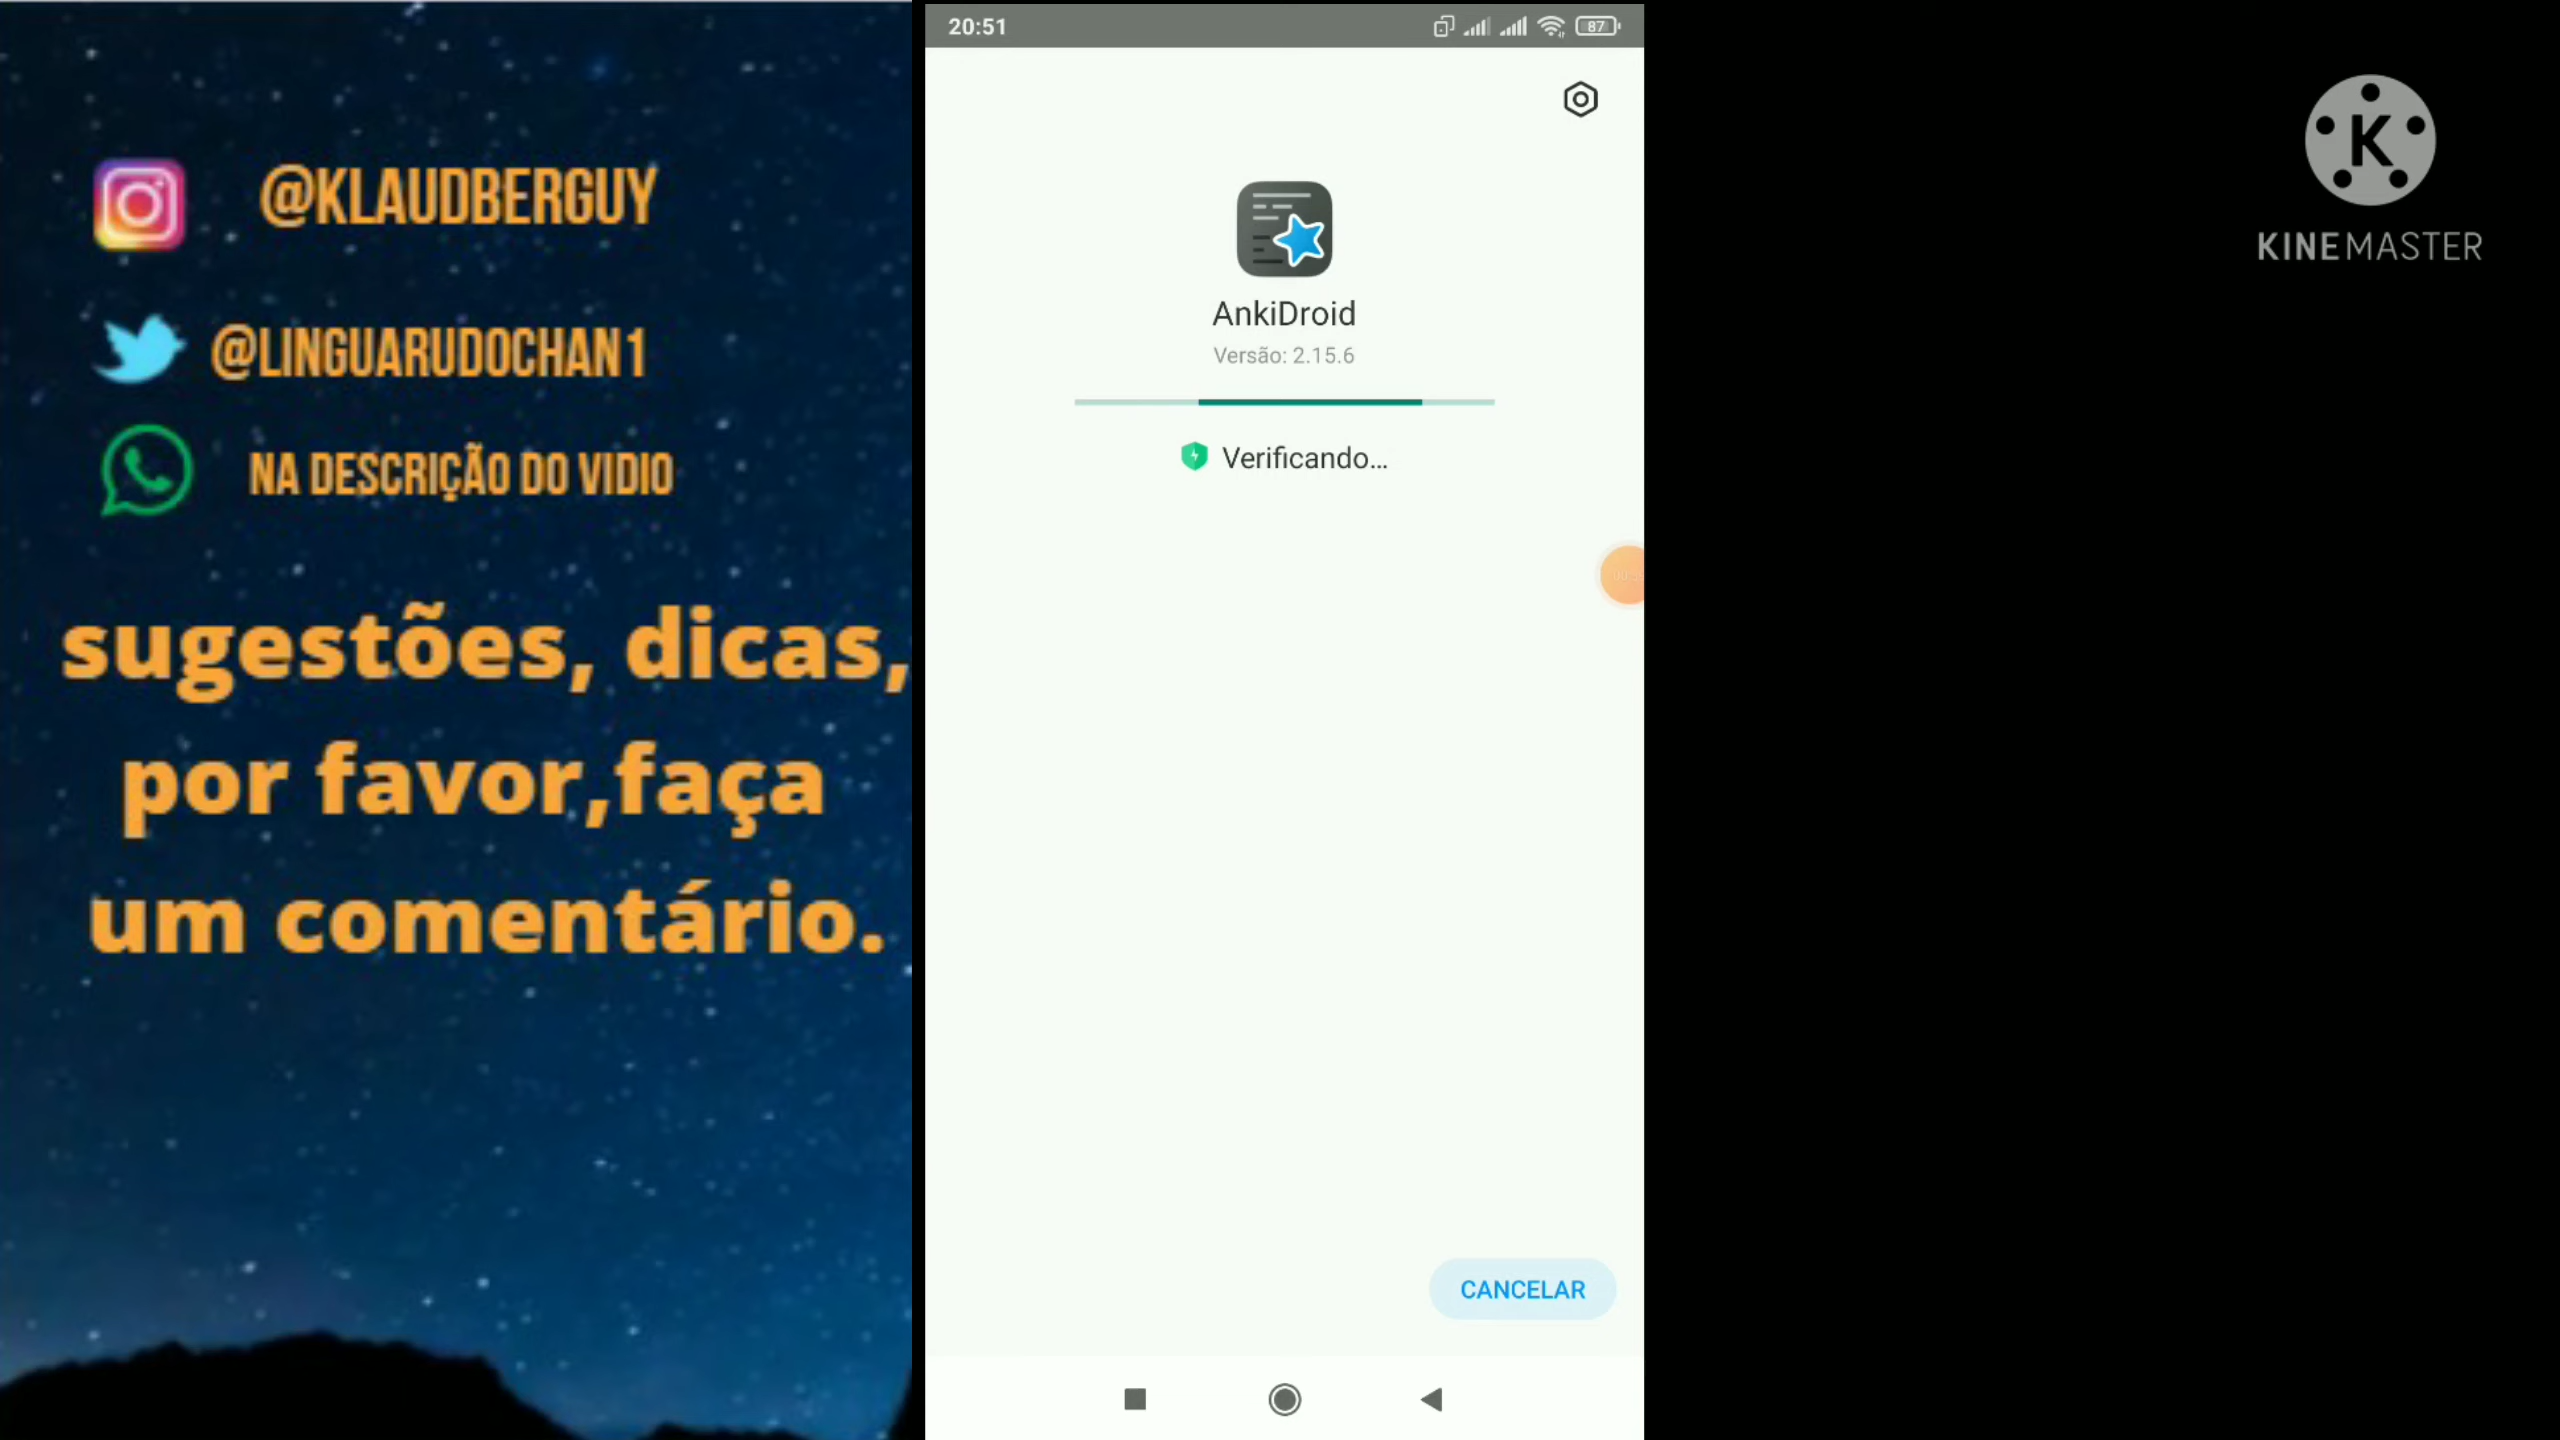 @KLAUDBERGUY
@LINGUARUDOCHAN1
NA DESCRIÇÃO DO VIDIO
sugestões, dicas,
por favor,faça
um comentário.
20:51
87
AnkiDroid
Versão: 2.15.6
Verificando...
CANCELAR
K
KINEMASTER